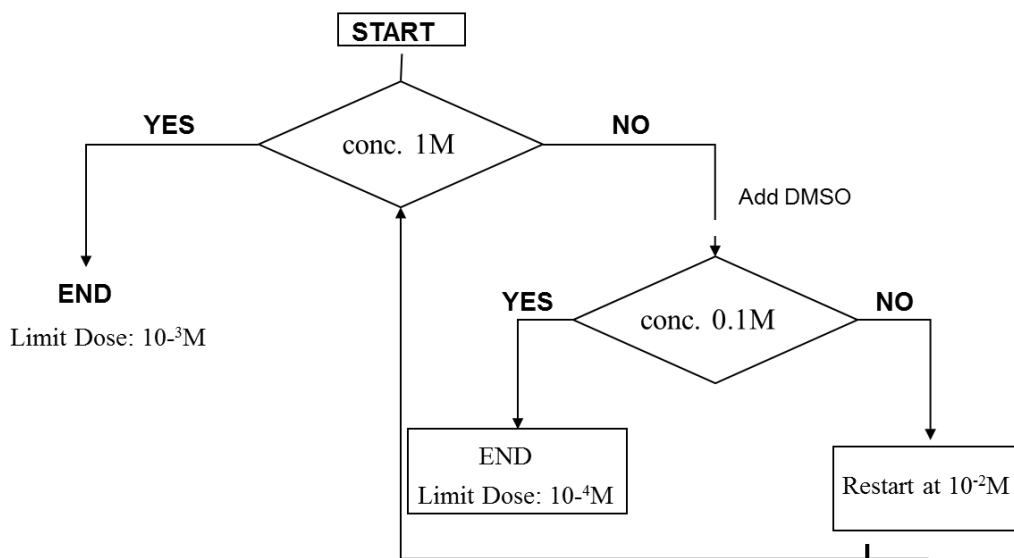 START
YES
NO
conc. 1M
Add DMSO
END
Limit Dose: 10-³M
YES
NO
conc. 0.1M
END
Limit Dose: 10-⁴M
Restart at 10⁻²M